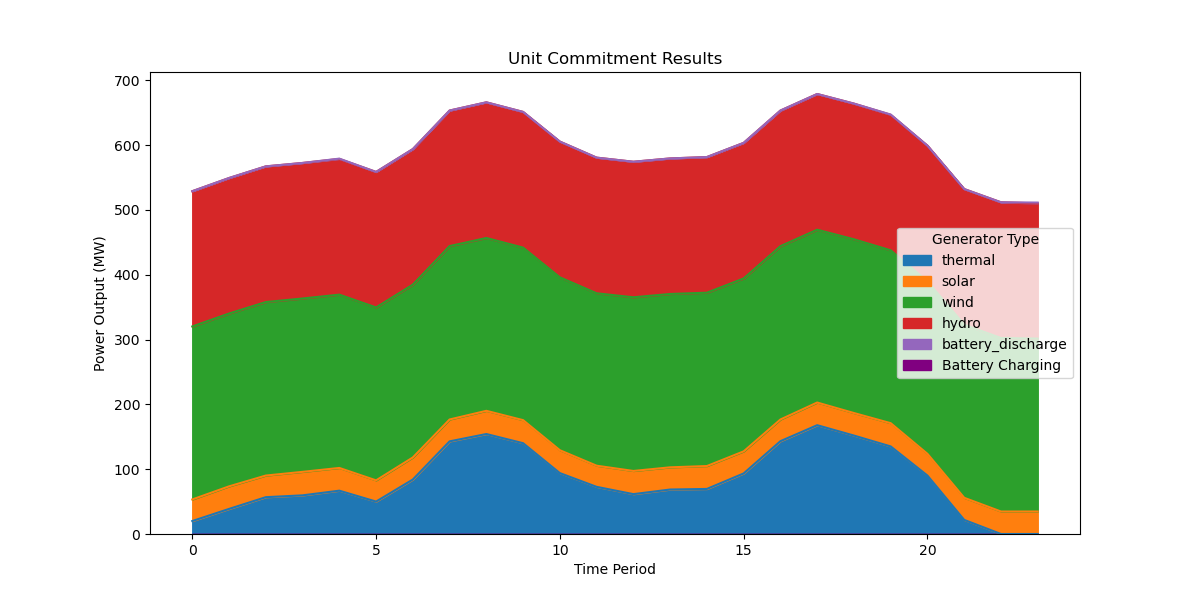 Unit Commitment Results
Power Output (MW)
700
600
500
400
300
200
100
0
Generator Type
thermal
solar
wind
hydro
battery_discharge
Battery Charging
0 5 10 15 20
Time Period